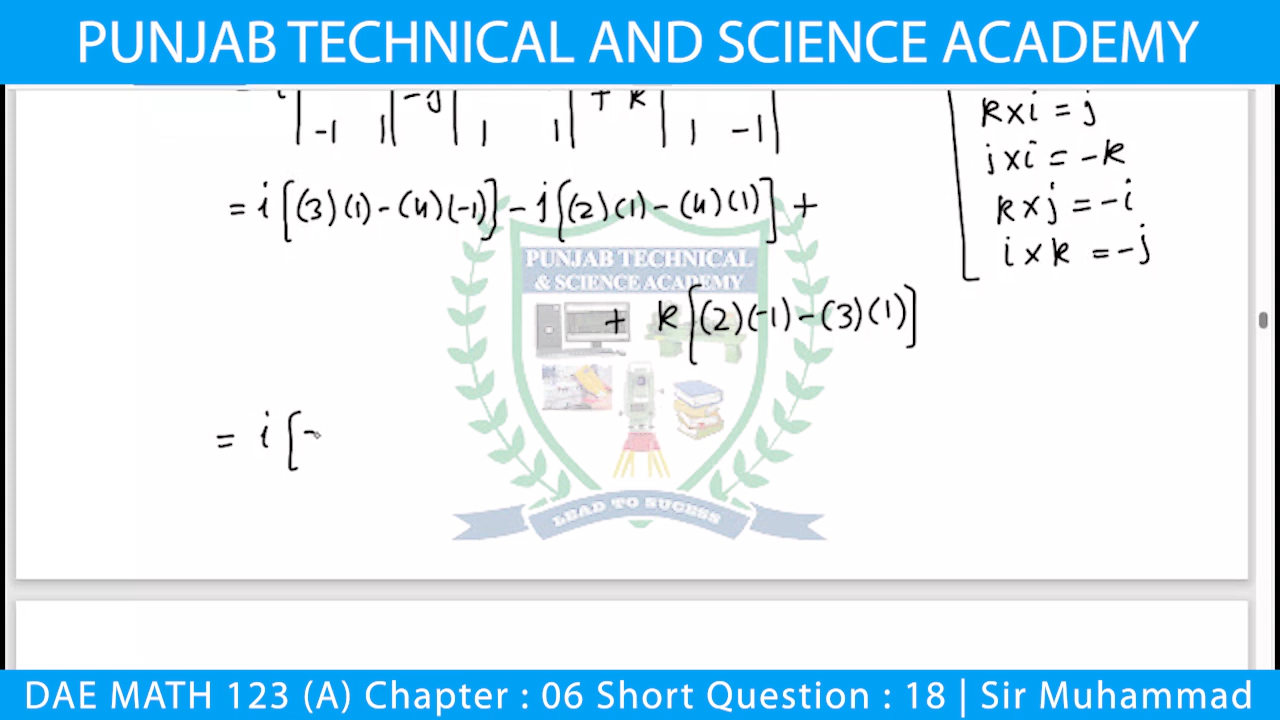 PUNJAB TECHNICAL AND SCIENCE ACADEMY
-j + k
-1 1 1 1 1 -1
= i [(3)(1) - (4)(-1)] - j [(2)(1) - (4)(1)] +
+ k [(2)(-1) - (3)(1)]
= i [
k x i = j
j x i = -k
k x j = -i
i x k = -j
PUNJAB TECHNICAL
& SCIENCE ACADEMY
LEAD TO SUCESS
DAE MATH 123 (A) Chapter : 06 Short Question : 18 | Sir Muhammad